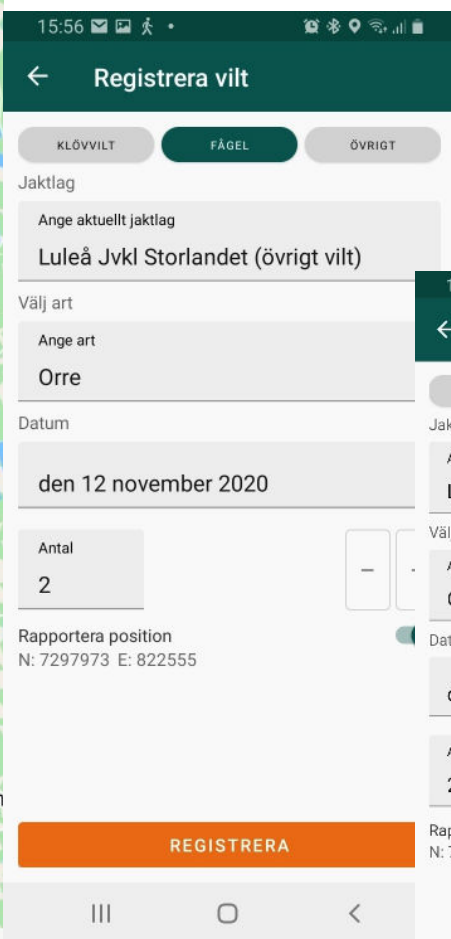 15:56
Registrera vilt
KLÖVVILT FÅGEL ÖVRIGT
Jaktlag
Ange aktuellt jaktlag
Luleå Jvkl Storlandet (övrigt vilt)
Välj art
Ange art
Orre
Datum
den 12 november 2020
Antal
2
Rapportera position
N: 7297973 E: 822555
REGISTRERA